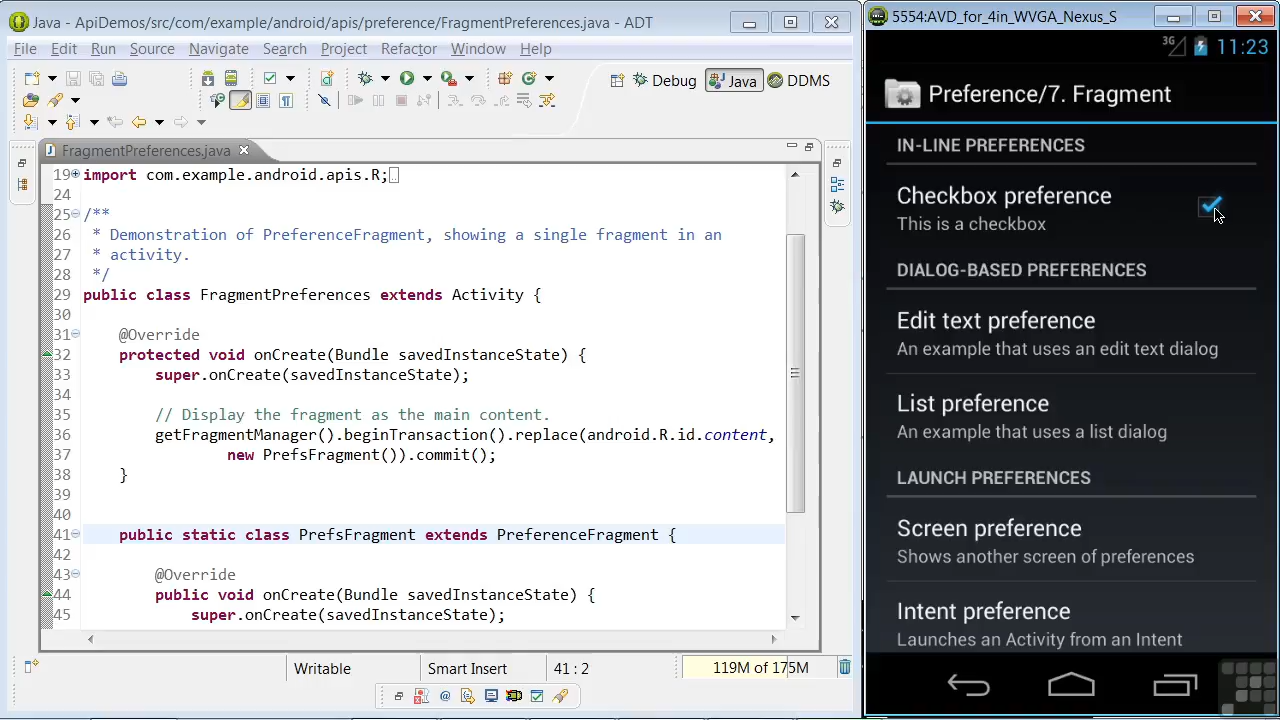 Java - ApiDemos/src/com/example/android/apis/preference/FragmentPreferences.java - ADT
File Edit Run Source Navigate Search Project Refactor Window Help
Debug Java DDMS
FragmentPreferences.java
19 import com.example.android.apis.R;
24
25 /**
26 * Demonstration of PreferenceFragment, showing a single fragment in an
27 * activity.
28 */
29 public class FragmentPreferences extends Activity {
30
31 @Override
32 protected void onCreate(Bundle savedInstanceState) {
33 super.onCreate(savedInstanceState);
34
35 // Display the fragment as the main content.
36 getFragmentManager().beginTransaction().replace(android.R.id.content,
37 new PrefsFragment()).commit();
38 }
39
40
41 public static class PrefsFragment extends PreferenceFragment {
42
43 @Override
44 public void onCreate(Bundle savedInstanceState) {
45 super.onCreate(savedInstanceState);
Writable Smart Insert 41 : 2 119M of 175M
5554:AVD_for_4in_WVGA_Nexus_S
3G 11:23
Preference/7. Fragment
IN-LINE PREFERENCES
Checkbox preference
This is a checkbox
DIALOG-BASED PREFERENCES
Edit text preference
An example that uses an edit text dialog
List preference
An example that uses a list dialog
LAUNCH PREFERENCES
Screen preference
Shows another screen of preferences
Intent preference
Launches an Activity from an Intent